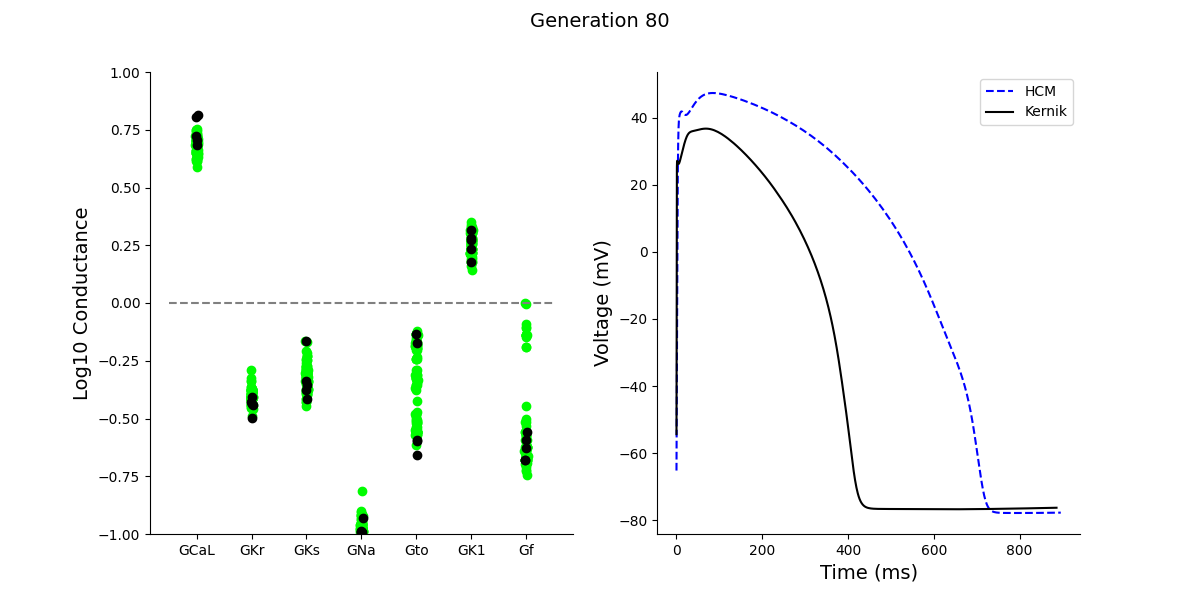 Generation 80
Log10 Conductance
1.00
0.75
0.50
0.25
0.00
−0.25
−0.50
−0.75
−1.00
GCaL GKr GKs GNa Gto GK1 Gf
Voltage (mV)
40
20
0
−20
−40
−60
−80
HCM
Kernik
0 200 400 600 800
Time (ms)